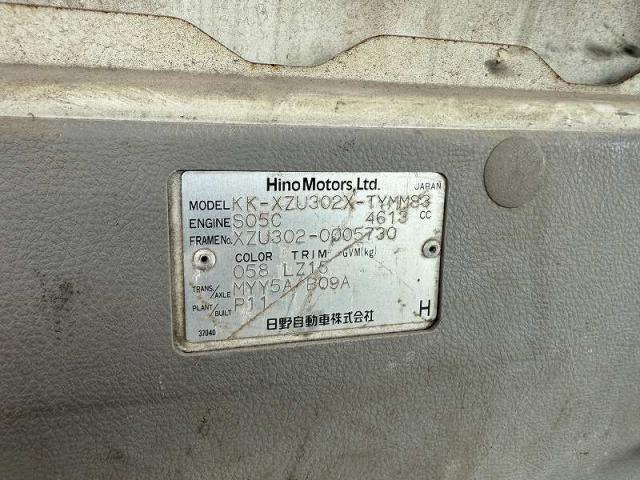 Hino Motors, Ltd. JAPAN
MODEL KK-XZU302X-TYMM83
ENGINE S05C 4613 CC
FRAME No. XZU302-0005730
COLOR TRIM GVM(kg)
058 LZ15
TRANS./AXLE MYY5A/B09A
PLANT/BUILT P11
37040 日野自動車株式会社 H